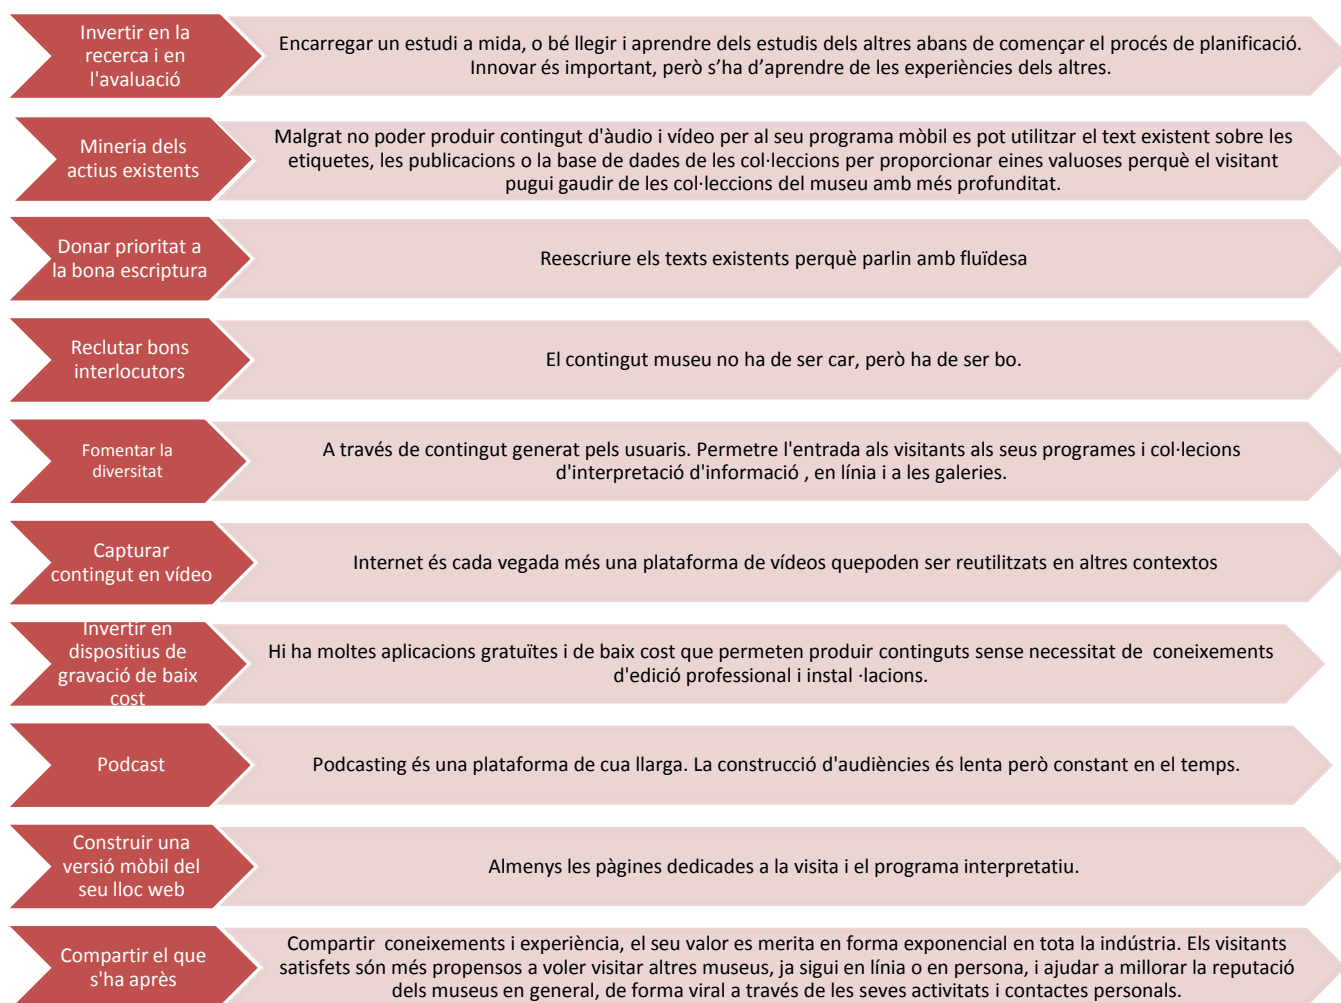 Invertir en la
recerca i en
l'avaluació
Encarregar un estudi a mida, o bé llegir i aprendre dels estudis dels altres abans de començar el procés de planificació.
Innovar és important, però s’ha d’aprendre de les experiències dels altres.
Mineria dels
actius existents
Malgrat no poder produir contingut d'àudio i vídeo per al seu programa mòbil es pot utilitzar el text existent sobre les
etiquetes, les publicacions o la base de dades de les col·leccions per proporcionar eines valuoses perquè el visitant
pugui gaudir de les col·leccions del museu amb més profunditat.
Donar prioritat a
la bona escriptura
Reescriure els texts existents perquè parlin amb fluïdesa
Reclutar bons
interlocutors
El contingut museu no ha de ser car, però ha de ser bo.
Fomentar la
diversitat
A través de contingut generat pels usuaris. Permetre l'entrada als visitants als seus programes i col·lecions
d'interpretació d'informació , en línia i a les galeries.
Capturar
contingut en vídeo
Internet és cada vegada més una plataforma de vídeos quepoden ser reutilitzats en altres contextos
Invertir en
dispositius de
gravació de baix
cost
Hi ha moltes aplicacions gratuïtes i de baix cost que permeten produir continguts sense necessitat de  coneixements
d'edició professional i instal ·lacions.
Podcast
Podcasting és una plataforma de cua llarga. La construcció d'audiències és lenta però constant en el temps.
Construir una
versió mòbil del
seu lloc web
Almenys les pàgines dedicades a la visita i el programa interpretatiu.
Compartir el que
s'ha après
Compartir  coneixements i experiència, el seu valor es merita en forma exponencial en tota la indústria. Els visitants
satisfets són més propensos a voler visitar altres museus, ja sigui en línia o en persona, i ajudar a millorar la reputació
dels museus en general, de forma viral a través de les seves activitats i contactes personals.